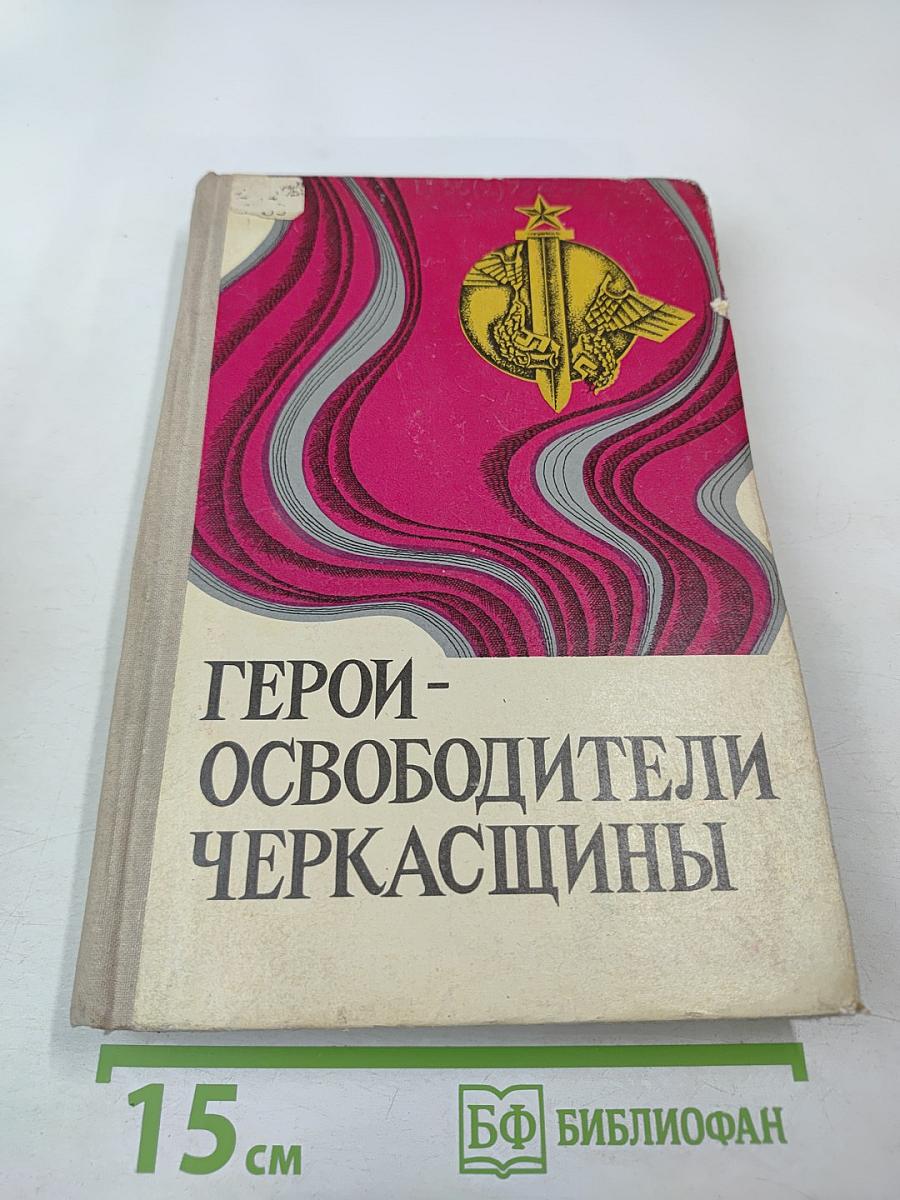 ГЕРОИ-
ОСВОБОДИТЕЛИ
ЧЕРКАСЩИНЫ
15 см
БФ БИБЛИОФАН